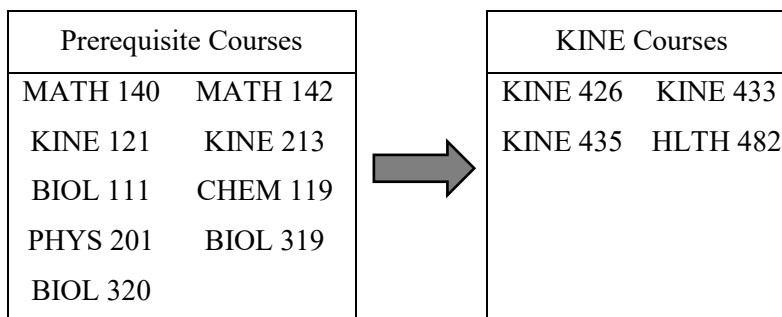 Prerequisite Courses
MATH 140 MATH 142
KINE 121 KINE 213
BIOL 111 CHEM 119
PHYS 201 BIOL 319
BIOL 320
KINE Courses
KINE 426 KINE 433
KINE 435 HLTH 482